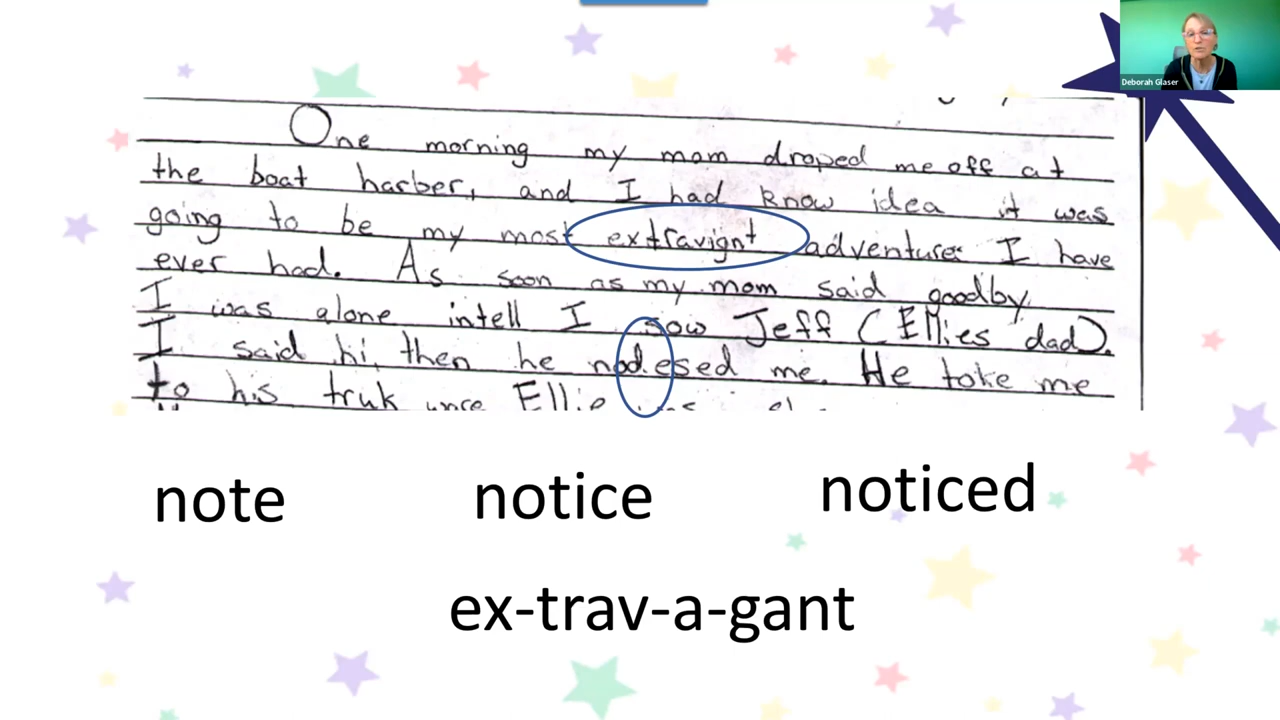 Deborah Glaser
One morning my mom droped me off at
the boat harber, and I had know idea it was
going to be my most extravignt adventure I have
ever had. As soon as my mom said goodby
I was alone intell I sow Jeff (Ellies dad).
I said hi, then he nodesed me. He toke me
to his truk unce Ellie
note notice noticed
ex-trav-a-gant